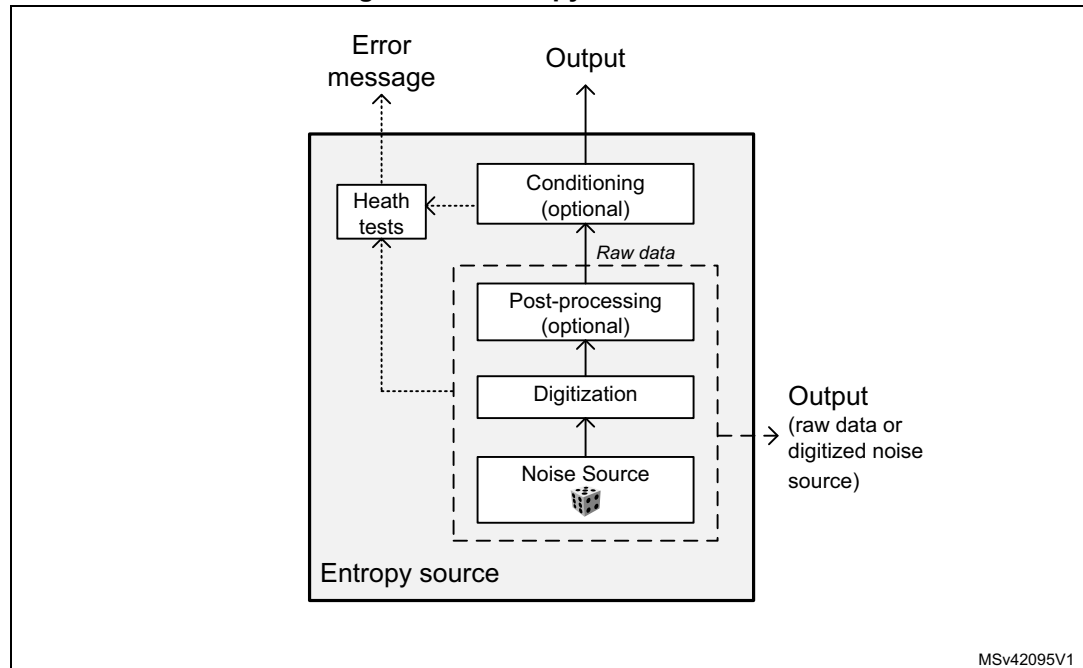 Error
message
Output
Heath
tests
Conditioning
(optional)
Raw data
Post-processing
(optional)
Digitization
Noise Source
Output
(raw data or
digitized noise
source)
Entropy source
MSv42095V1